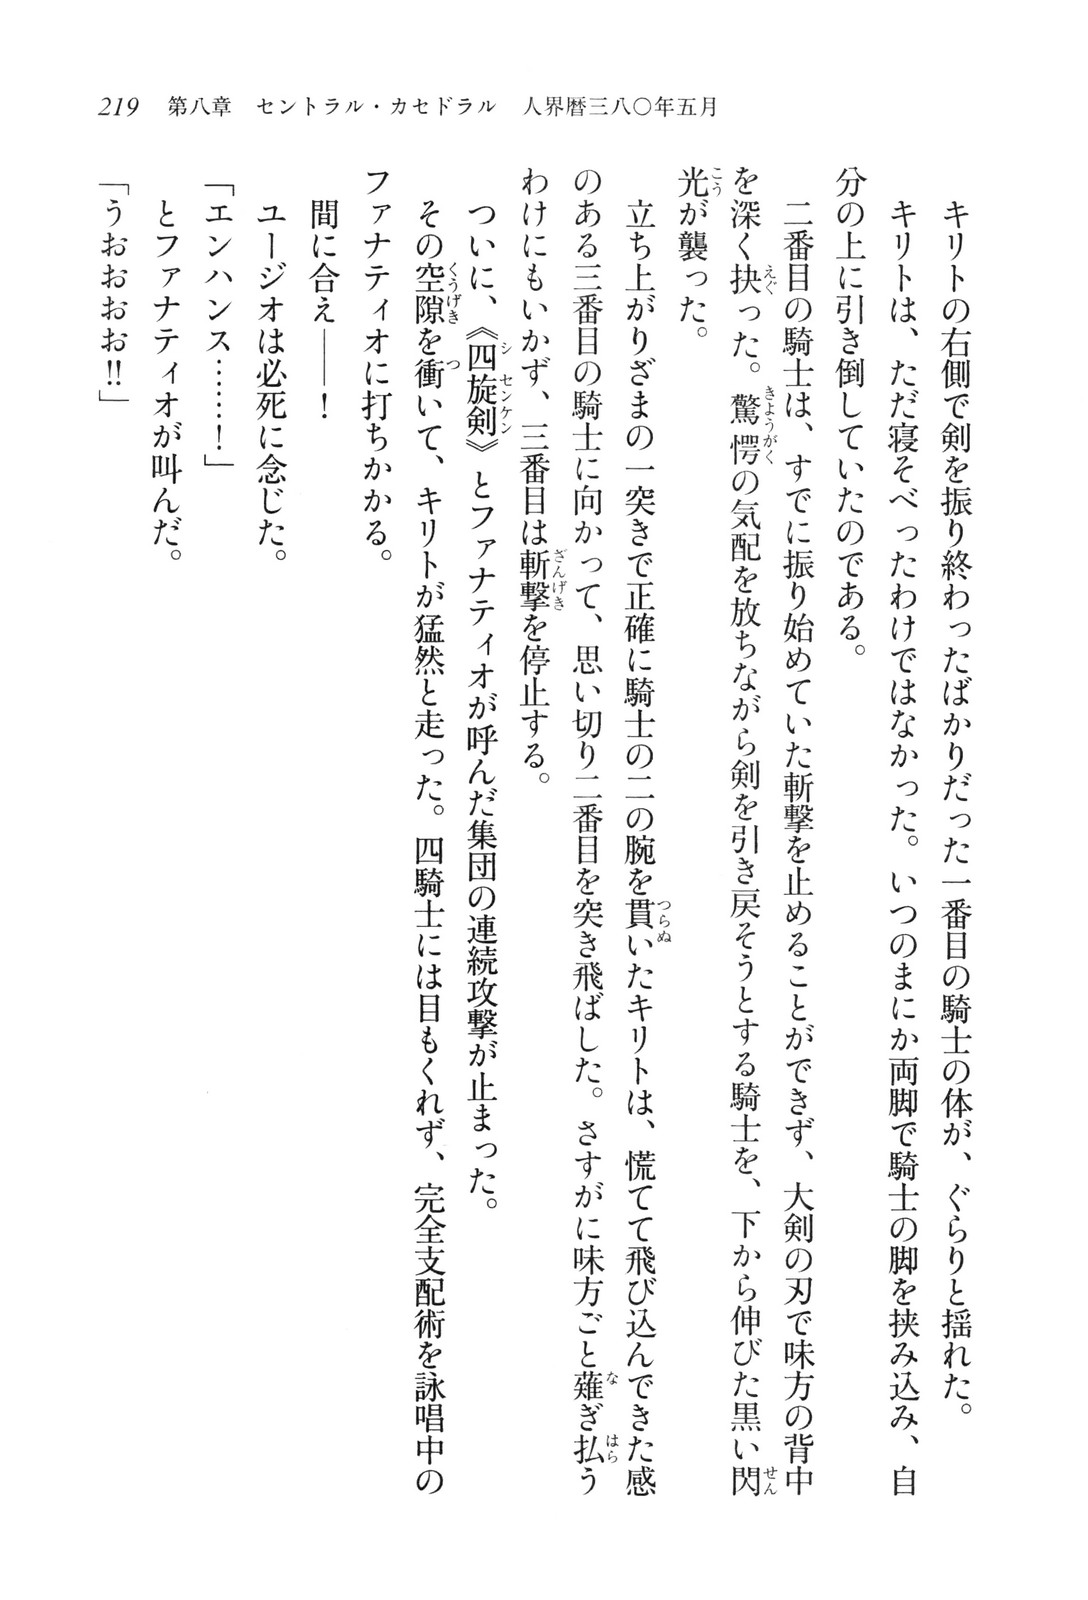 219　第八章　セントラル・カセドラル　人界暦三八〇年五月
　キリトの右側で剣を振り終わったばかりだった一番目の騎士の体が、ぐらりと揺れた。
　キリトは、ただ寝そべったわけではなかった。いつのまにか両脚で騎士の脚を挟み込み、自
分の上に引き倒していたのである。
　二番目の騎士は、すでに振り始めていた斬撃を止めることができず、大剣の刃で味方の背中
を深く抉った。驚愕の気配を放ちながら剣を引き戻そうとする騎士を、下から伸びた黒い閃
光が襲った。
　立ち上がりざまの一突きで正確に騎士の二の腕を貫いたキリトは、慌てて飛び込んできた感
のある三番目の騎士に向かって、思い切り二番目を突き飛ばした。さすがに味方ごと薙ぎ払う
わけにもいかず、三番目は斬撃を停止する。
　ついに、《四旋剣》とファナティオが呼んだ集団の連続攻撃が止まった。
　その空隙を衝いて、キリトが猛然と走った。四騎士には目もくれず、完全支配術を詠唱中の
ファナティオに打ちかかる。
　間に合え――！
　ユージオは必死に念じた。
「エンハンス……！」
　とファナティオが叫んだ。
「うおおおお!!」